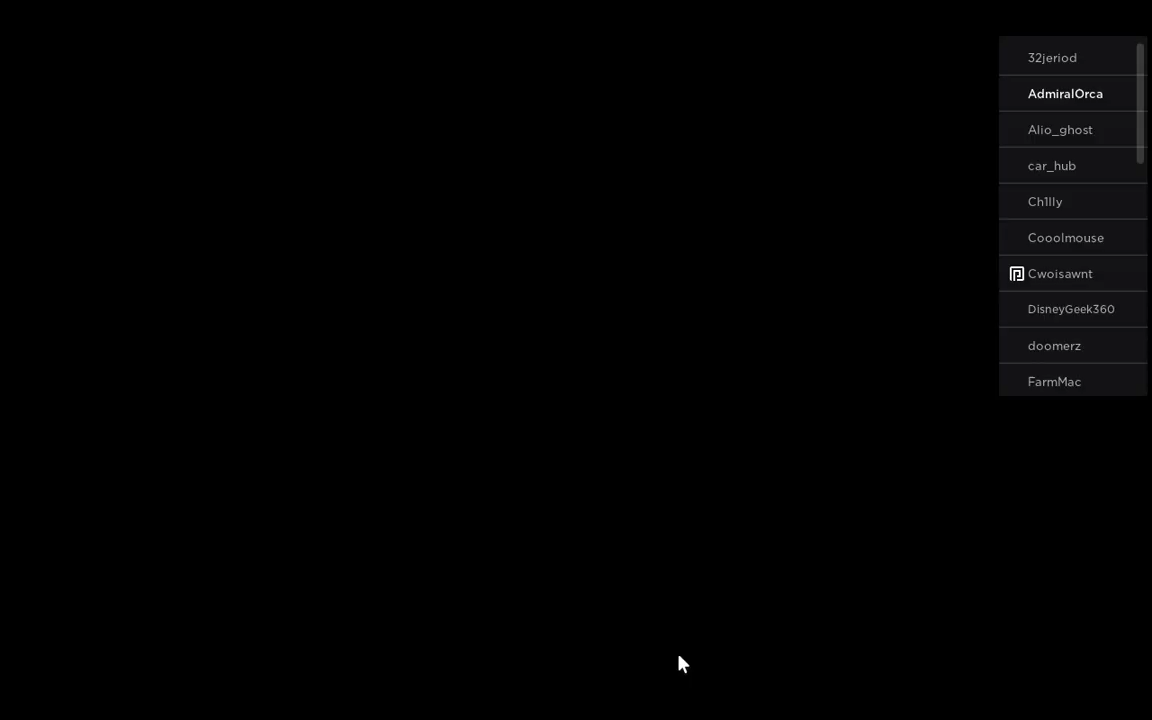 32jeriod
AdmiralOrca
Alio_ghost
car_hub
Ch1lly
Cooolmouse
Cwoisawnt
DisneyGeek360
doomerz
FarmMac